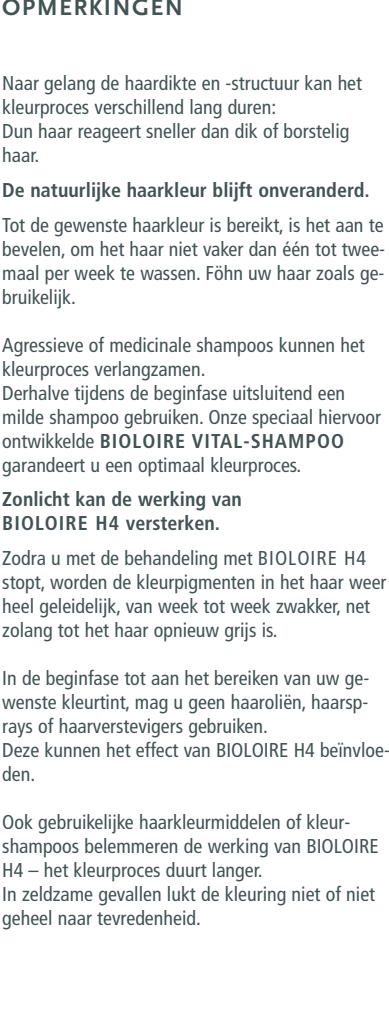 OPMERKINGEN
Naar gelang de haardikte en -structuur kan het
kleurproces verschillend lang duren:
Dun haar reageert sneller dan dik of borstelig
haar.
De natuurlijke haarkleur blijft onveranderd.
Tot de gewenste haarkleur is bereikt, is het aan te
bevelen, om het haar niet vaker dan één tot twee-
maal per week te wassen. Föhn uw haar zoals ge-
bruikelijk.
Agressieve of medicinale shampoos kunnen het
kleurproces verlangzamen.
Derhalve tijdens de beginfase uitsluitend een
milde shampoo gebruiken. Onze speciaal hiervoor
ontwikkelde BIOLOIRE VITAL-SHAMPOO
garandeert u een optimaal kleurproces.
Zonlicht kan de werking van
BIOLOIRE H4 versterken.
Zodra u met de behandeling met BIOLOIRE H4
stopt, worden de kleurpigmenten in het haar weer
heel geleidelijk, van week tot week zwakker, net
zolang tot het haar opnieuw grijs is.
In de beginfase tot aan het bereiken van uw ge-
wenste kleurtint, mag u geen haaroliën, haarsp-
rays of haarverstevigers gebruiken.
Deze kunnen het effect van BIOLOIRE H4 beïnvloe-
den.
Ook gebruikelijke haarkleurmiddelen of kleur-
shampoos belemmeren de werking van BIOLOIRE
H4 – het kleurproces duurt langer.
In zeldzame gevallen lukt de kleuring niet of niet
geheel naar tevredenheid.